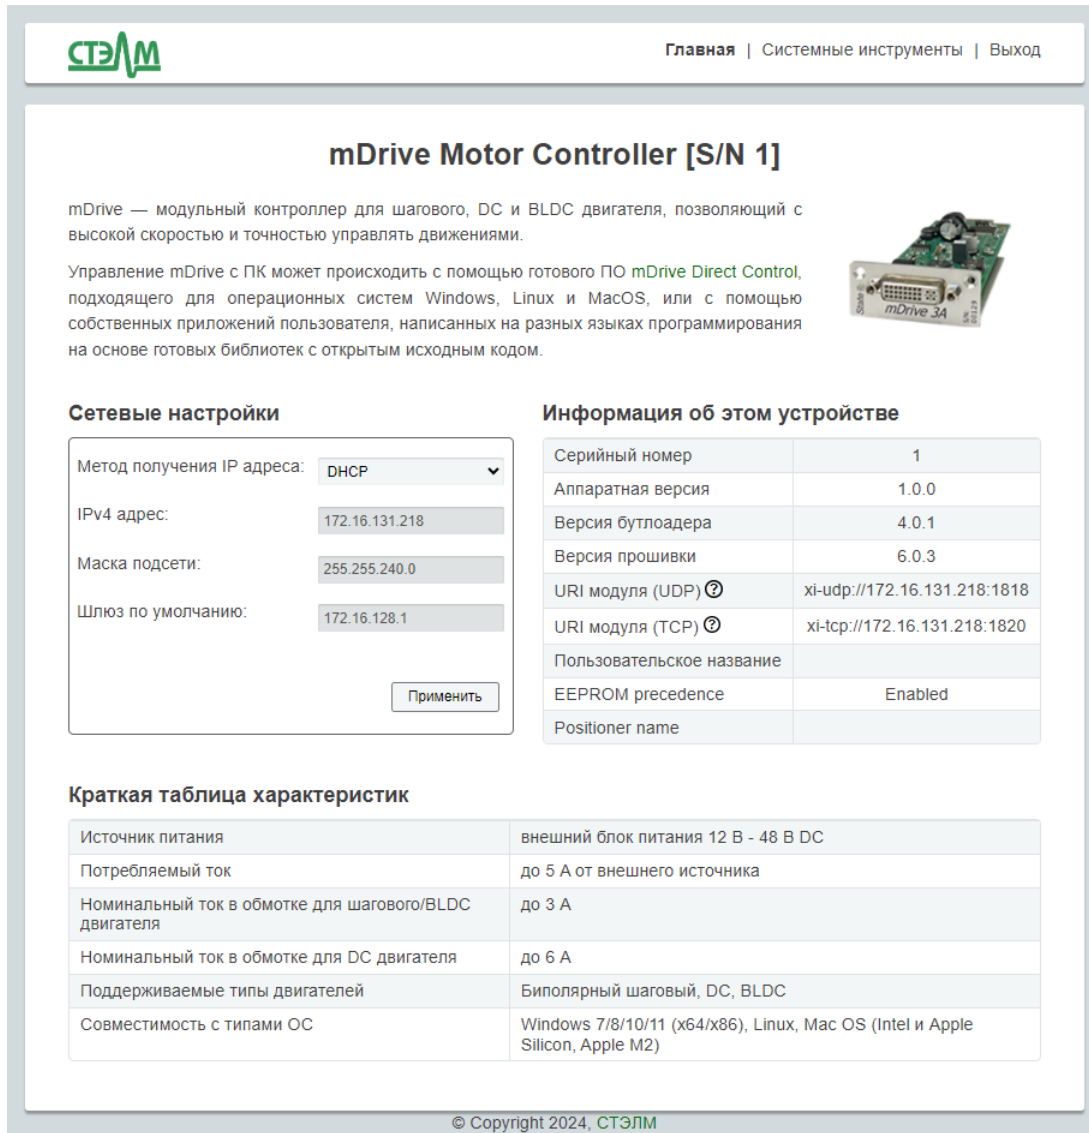 СТЭЛМ
Главная | Системные инструменты | Выход
mDrive Motor Controller [S/N 1]
mDrive — модульный контроллер для шагового, DC и BLDC двигателя, позволяющий с
высокой скоростью и точностью управлять движениями.
Управление mDrive с ПК может происходить с помощью готового ПО mDrive Direct Control,
подходящего для операционных систем Windows, Linux и MacOS, или с помощью
собственных приложений пользователя, написанных на разных языках программирования
на основе готовых библиотек с открытым исходным кодом.
State
mDrive 3A
S/N:
00129
Сетевые настройки
Метод получения IP адреса: DHCP
IPv4 адрес: 172.16.131.218
Маска подсети: 255.255.240.0
Шлюз по умолчанию: 172.16.128.1
Применить
Информация об этом устройстве
Серийный номер 1
Аппаратная версия 1.0.0
Версия бутлоадера 4.0.1
Версия прошивки 6.0.3
URI модуля (UDP) ? xi-udp://172.16.131.218:1818
URI модуля (TCP) ? xi-tcp://172.16.131.218:1820
Пользовательское название
EEPROM precedence Enabled
Positioner name
Краткая таблица характеристик
Источник питания внешний блок питания 12 В - 48 В DC
Потребляемый ток до 5 А от внешнего источника
Номинальный ток в обмотке для шагового/BLDC
двигателя
до 3 А
Номинальный ток в обмотке для DC двигателя до 6 А
Поддерживаемые типы двигателей Биполярный шаговый, DC, BLDC
Совместимость с типами ОС
Windows 7/8/10/11 (x64/x86), Linux, Mac OS (Intel и Apple
Silicon, Apple M2)
© Copyright 2024, СТЭЛМ